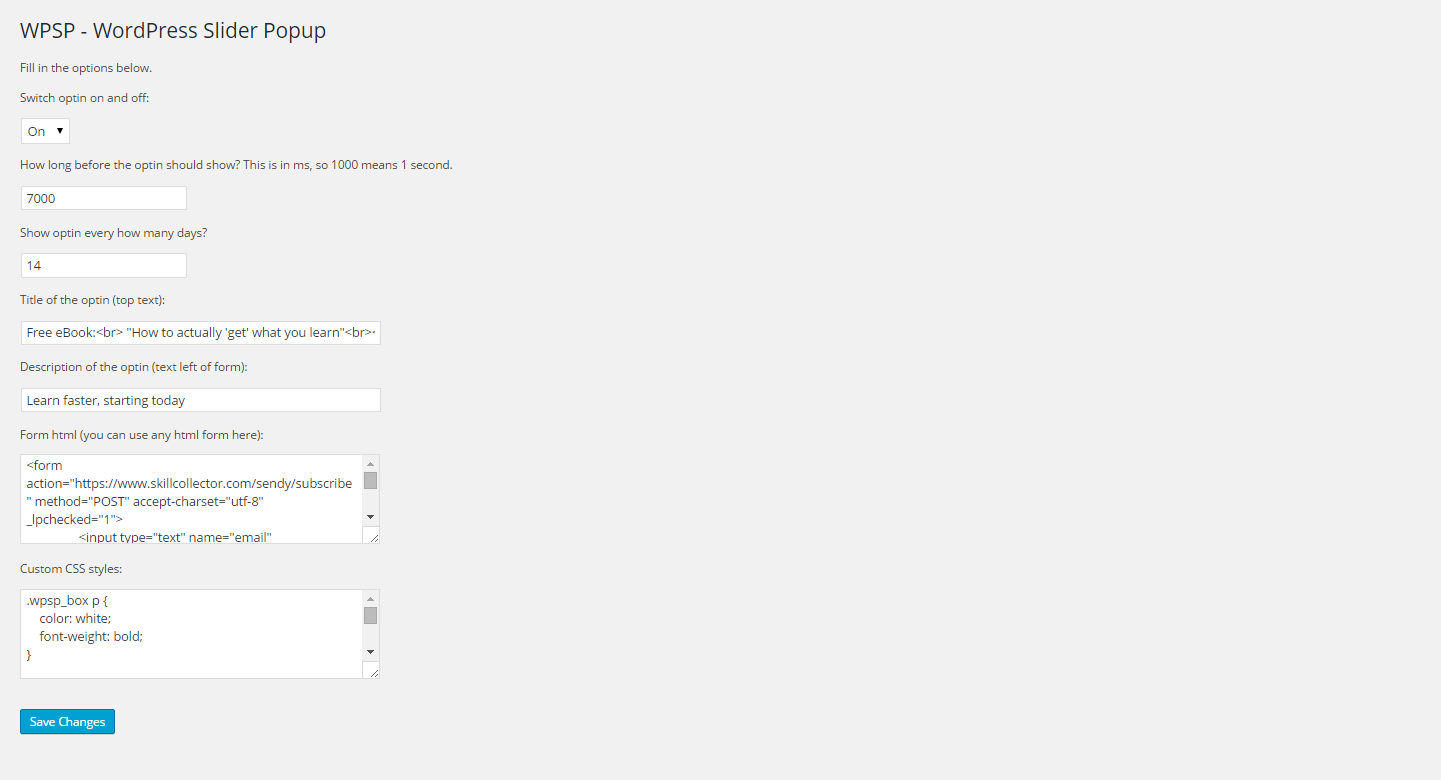 WPSP - WordPress Slider Popup
Fill in the options below.
Switch optin on and off:
On
How long before the optin should show? This is in ms, so 1000 means 1 second.
7000
Show optin every how many days?
14
Title of the optin (top text):
Free eBook:<br> "How to actually 'get' what you learn"<br>
Description of the optin (text left of form):
Learn faster, starting today
Form html (you can use any html form here):
<form
action="https://www.skillcollector.com/sendy/subscribe
" method="POST" accept-charset="utf-8"
_lpchecked="1">
<input type="text" name="email"
Custom CSS styles:
.wpsp_box p {
color: white;
font-weight: bold;
}
Save Changes